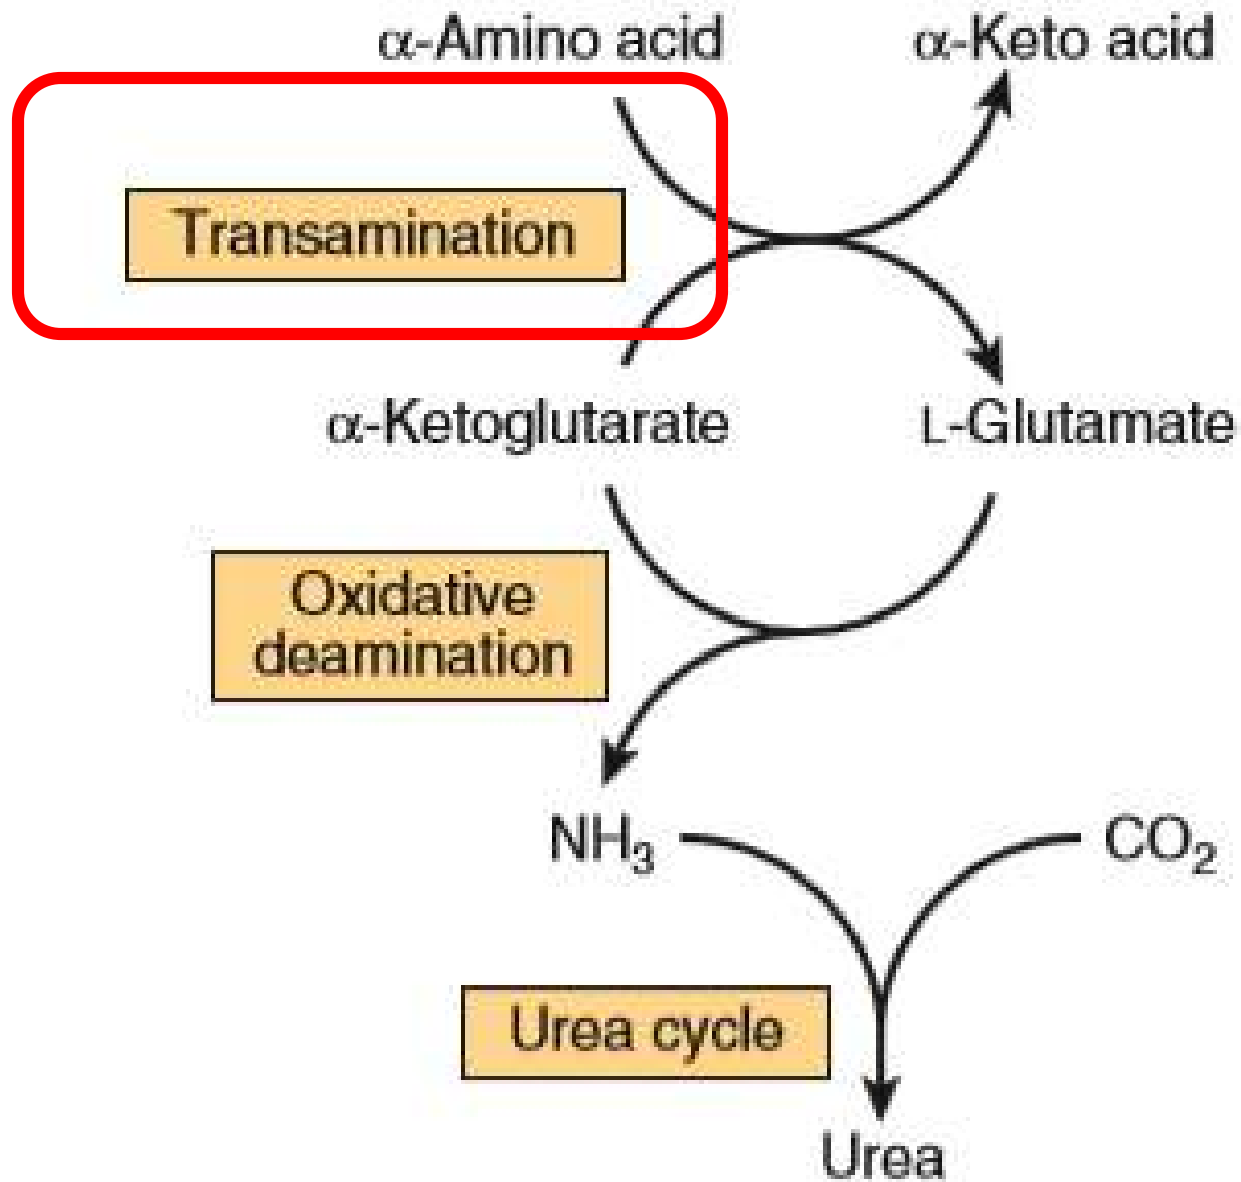 α-Amino acid
α-Keto acid
Transamination
α-Ketoglutarate
L-Glutamate
Oxidative
deamination
NH₃
CO₂
Urea cycle
Urea